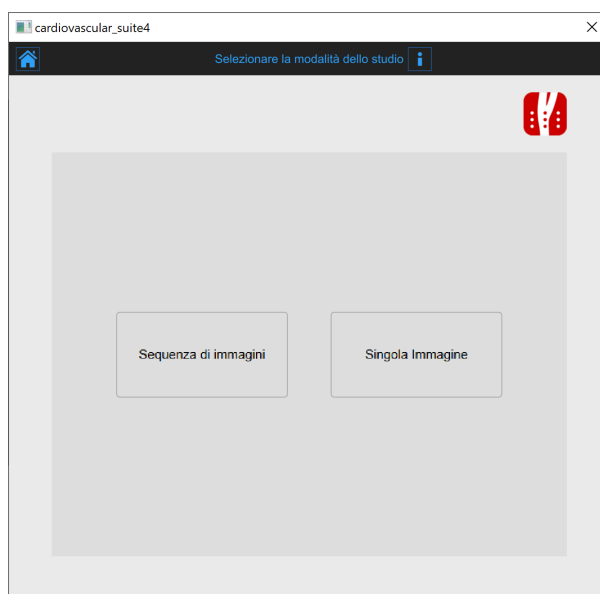 cardiovascular_suite4
Selezionare la modalità dello studio
Sequenza di immagini
Singola Immagine